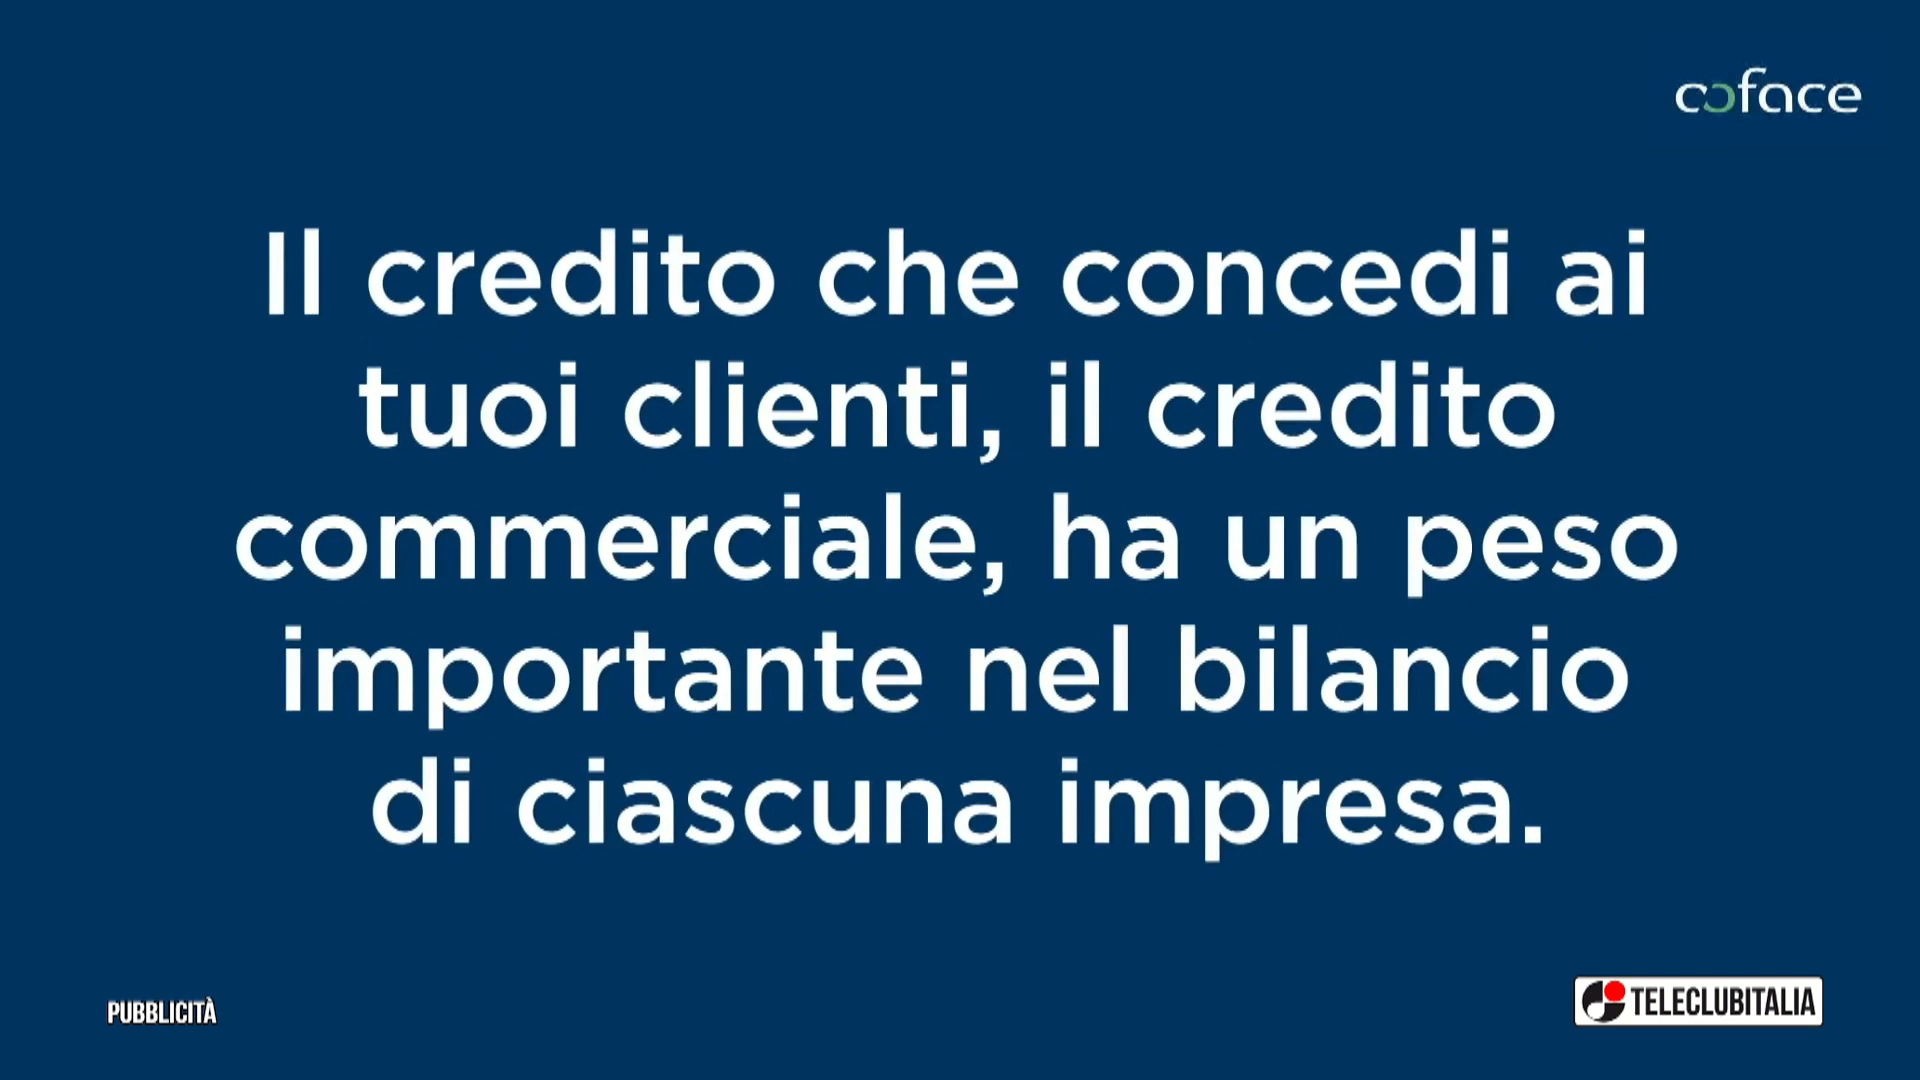 coface
Il credito che concedi ai
tuoi clienti, il credito
commerciale, ha un peso
importante nel bilancio
di ciascuna impresa.
PUBBLICITÀ
TELECLUBITALIA